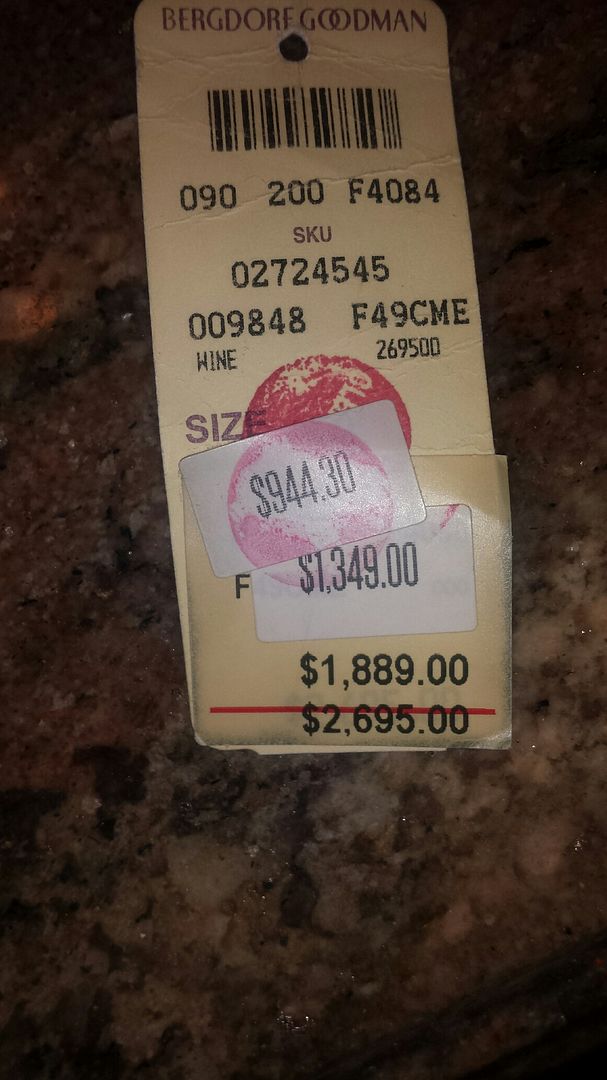 BERGDORF GOODMAN
090 200 F4084
SKU
02724545
009848 F49CME
WINE 269500
SIZE
$944.30
F $1,349.00
$1,889.00
$2,695.00